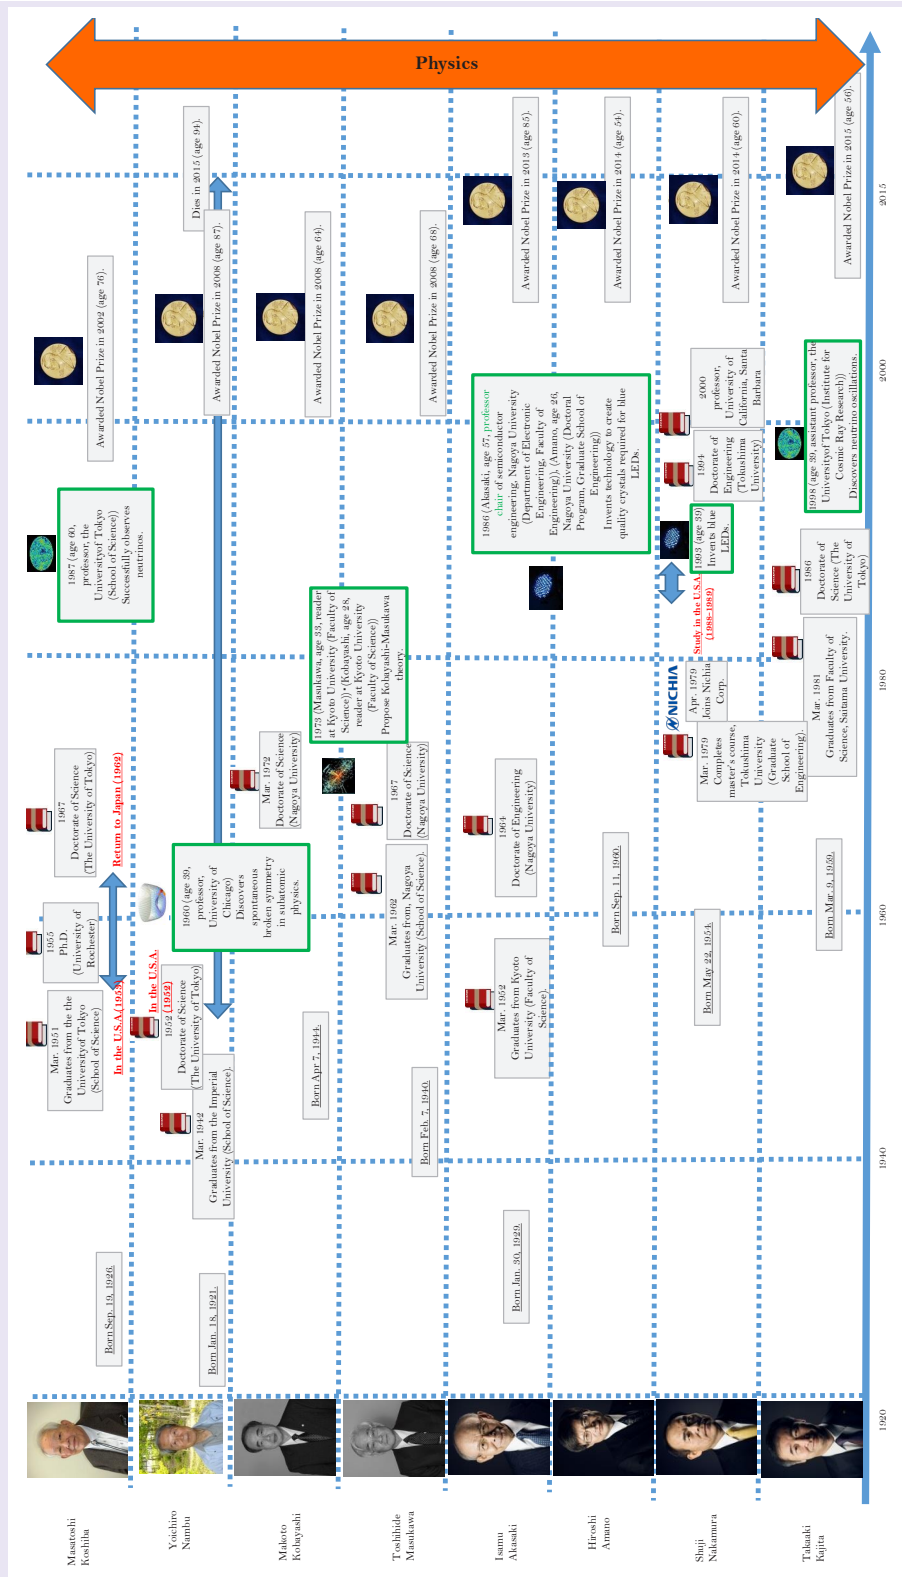 Physics
Masatoshi
Koshiba
Born Sep. 19, 1926.
Mar. 1951
Graduates from the the
Universityof Tokyo
(School of Science)
In the U.S.A.(1953)
1955
Ph.D.
(University of
Rochester)
Return to Japan (1962)
1967
Doctorate of Science
(The University of Tokyo)
1987 (age 60,
professor, the
Universityof Tokyo
(School of Science))
Successfully observes
neutrinos.
Awarded Nobel Prize in 2002 (age 76).
Yoichiro
Nambu
Born Jan. 18, 1921.
Mar. 1942
Graduates from the Imperial
University (School of Science).
In the U.S.A.
(1952)
1952
Doctorate of Science
(The University of Tokyo)
1960 (age 39,
professor,
University of
Chicago)
Discovers
spontaneous
broken symmetry
in subatomic
physics.
Awarded Nobel Prize in 2008 (age 87).
Dies in 2015 (age 94).
Makoto
Kobayashi
Born Apr 7, 1944.
Mar. 1972
Doctorate of Science
(Nagoya University)
1973 (Masukawa, age 33, reader
at Kyoto University (Faculty of
Science))•(Kobayashi, age 28,
reader at Kyoto University
(Faculty of Science))
Propose Kobayashi-Masukawa
theory.
Awarded Nobel Prize in 2008 (age 64).
Toshihide
Masukawa
Born Feb. 7, 1940.
Mar. 1962
Graduates from, Nagoya
University (School of Science).
1967
Doctorate of Science
(Nagoya University)
Awarded Nobel Prize in 2008 (age 68).
Isamu
Akasaki
Born Jan. 30, 1929.
Mar. 1952
Graduates from Kyoto
University (Faculty of
Science).
1964
Doctorate of Engineering
(Nagoya University)
1986 (Akasaki, age 57, professor
chair of semiconductor
engineering, Nagoya University
(Department of Electronic
Engineering, Faculty of
Engineering)), (Amano, age 26,
Nagoya University (Doctoral
Program, Graduate School of
Engineering))
Invents technology to create
quality crystals required for blue
LEDs.
Awarded Nobel Prize in 2013 (age 85).
Hiroshi
Amano
Born Sep. 11, 1960.
Awarded Nobel Prize in 2014 (age 54).
Shuji
Nakamura
Born May 22, 1954.
Mar. 1979
Completes
master's course,
Tokushima
University
(Graduate
School of
Engineering).
NICHIA
Apr. 1979
Joins Nichia
Corp.
Study in the U.S.A.
(1988-1989)
1993 (age 39)
Invents blue
LEDs.
1994
Doctorate of
Engineering
(Tokushima
University)
2000
professor,
University of
California, Santa
Barbara
Awarded Nobel Prize in 2014 (age 60).
Takaaki
Kajita
Born Mar. 9, 1959.
Mar. 1981
Graduates from Faculty of
Science, Saitama University.
1986
Doctorate of
Science (The
University of
Tokyo)
1998 (age 39, assistant professor, the
Universityof Tokyo (Institute for
Cosmic Ray Research))
Discovers neutrino oscillations.
Awarded Nobel Prize in 2015 (age 56).
1920
1940
1960
1980
2000
2015